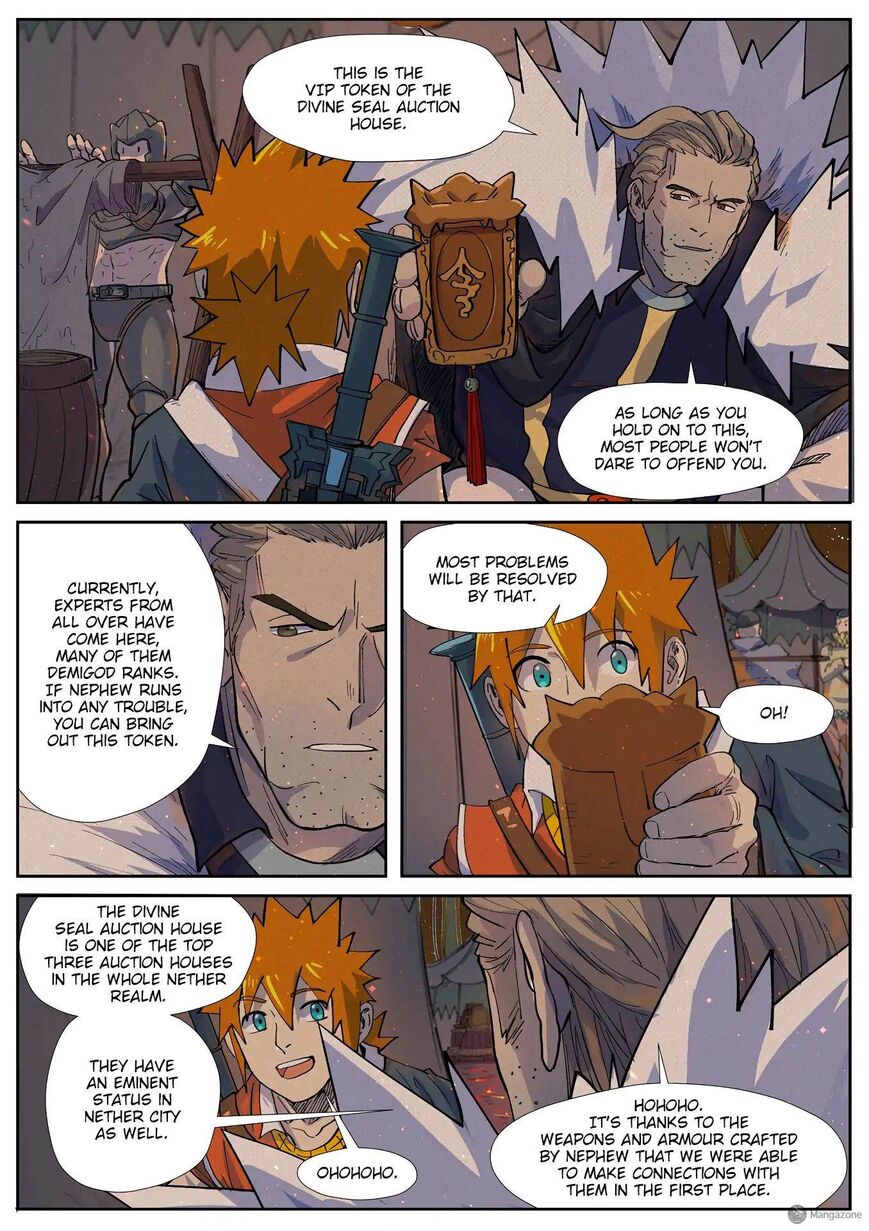 THIS IS THE
VIP TOKEN OF THE
DIVINE SEAL AUCTION
HOUSE.
AS LONG AS YOU
HOLD ON TO THIS,
MOST PEOPLE WON'T
DARE TO OFFEND YOU.
CURRENTLY,
EXPERTS FROM
ALL OVER HAVE
COME HERE,
MANY OF THEM
DEMIGOD RANKS.
IF NEPHEW RUNS
INTO ANY TROUBLE,
YOU CAN BRING
OUT THIS TOKEN.
MOST PROBLEMS
WILL BE RESOLVED
BY THAT.
OH!
THE DIVINE
SEAL AUCTION HOUSE
IS ONE OF THE TOP
THREE AUCTION HOUSES
IN THE WHOLE NETHER
REALM.
THEY HAVE
AN EMINENT
STATUS IN
NETHER CITY
AS WELL.
OHOHOHO.
HOHOHO.
IT'S THANKS TO THE
WEAPONS AND ARMOUR CRAFTED
BY NEPHEW THAT WE WERE ABLE
TO MAKE CONNECTIONS WITH
THEM IN THE FIRST PLACE.
Mangazone